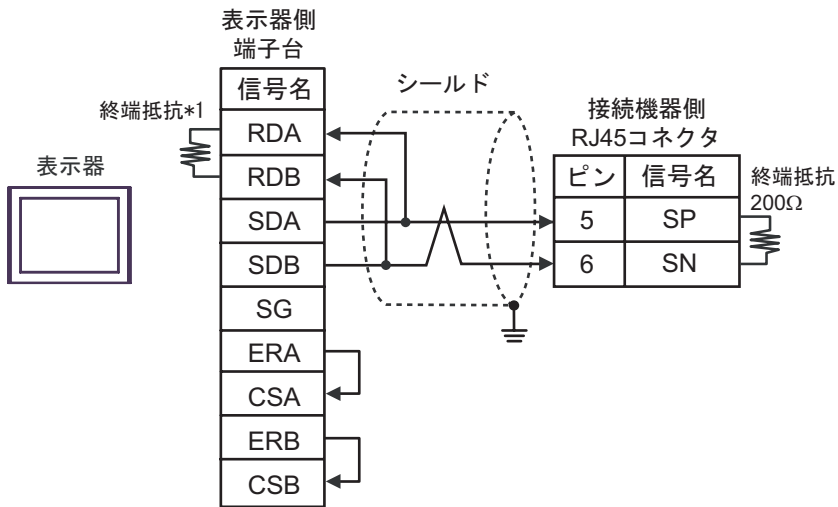 表示器側
端子台
信号名
RDA
RDB
SDA
SDB
SG
ERA
CSA
ERB
CSB
終端抵抗*1
表示器
シールド
接続機器側
RJ45コネクタ
ピン 信号名
5 SP
6 SN
終端抵抗
200Ω